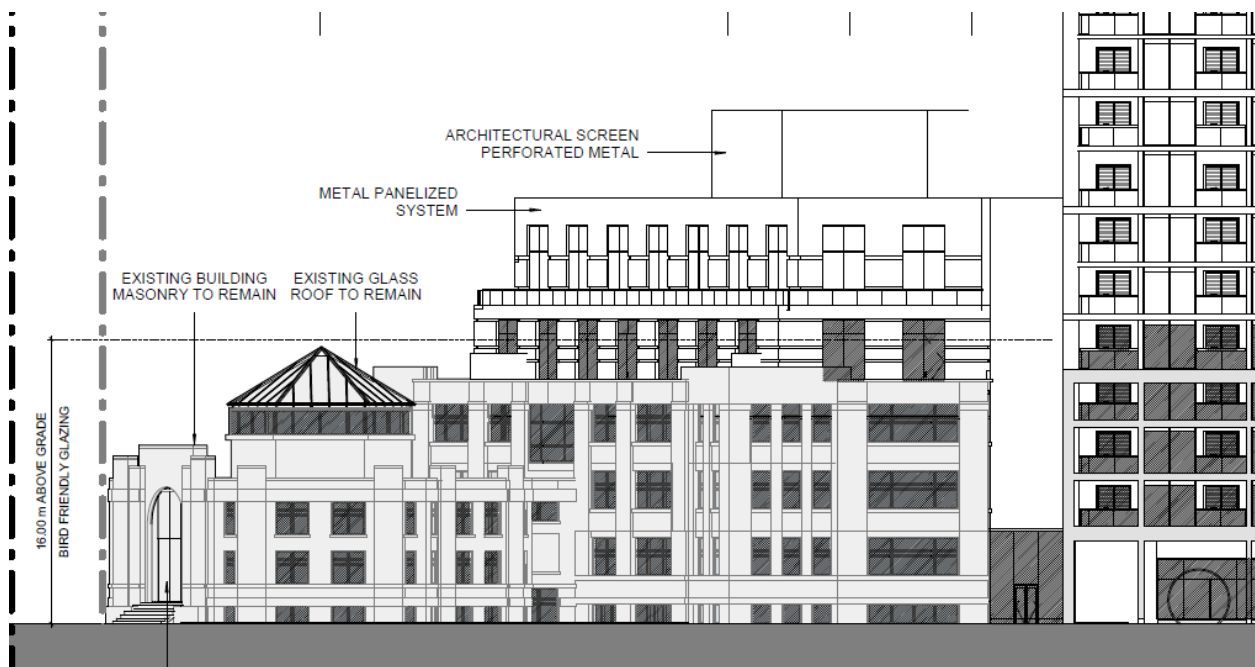 ARCHITECTURAL SCREEN
PERFORATED METAL
METAL PANELIZED
SYSTEM
EXISTING BUILDING
MASONRY TO REMAIN
EXISTING GLASS
ROOF TO REMAIN
16.00 m ABOVE GRADE
BIRD FRIENDLY GLAZING